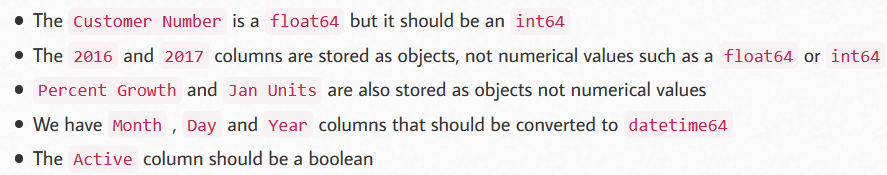 • The Customer Number is a float64 but it should be an int64
• The 2016 and 2017 columns are stored as objects, not numerical values such as a float64 or int64
• Percent Growth and Jan Units are also stored as objects not numerical values
• We have Month , Day and Year columns that should be converted to datetime64
• The Active column should be a boolean